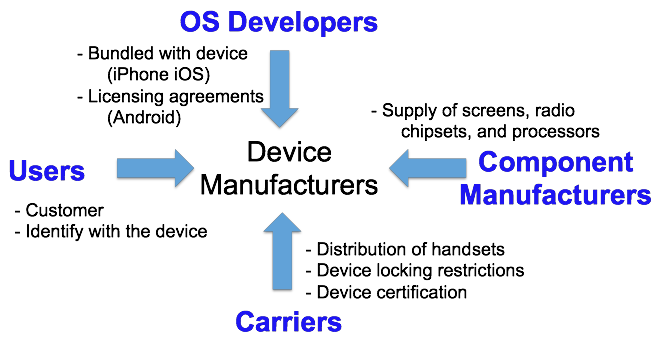 OS Developers
- Bundled with device
(iPhone iOS)
- Licensing agreements
(Android)
- Supply of screens, radio
chipsets, and processors
Device
Manufacturers
Users
- Customer
- Identify with the device
Component
Manufacturers
- Distribution of handsets
- Device locking restrictions
- Device certification
Carriers